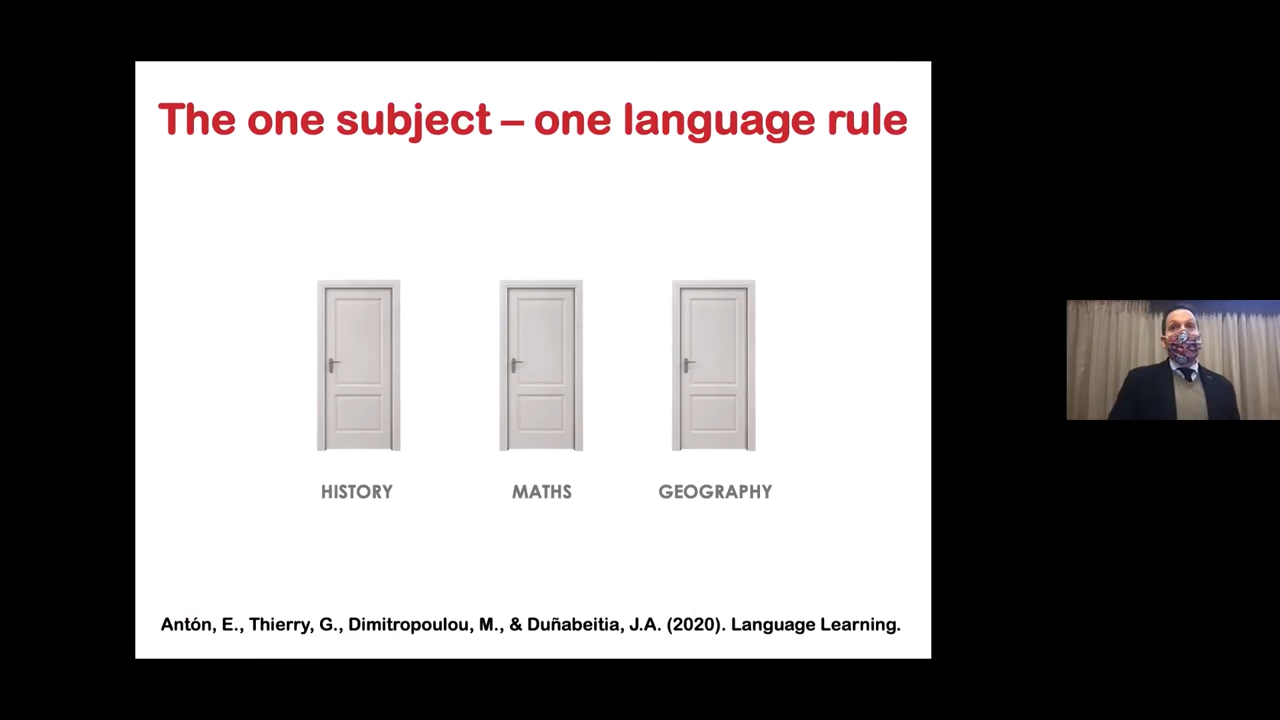 The one subject – one language rule
HISTORY
MATHS
GEOGRAPHY
Antón, E., Thierry, G., Dimitropoulou, M., & Duñabeitia, J.A. (2020). Language Learning.